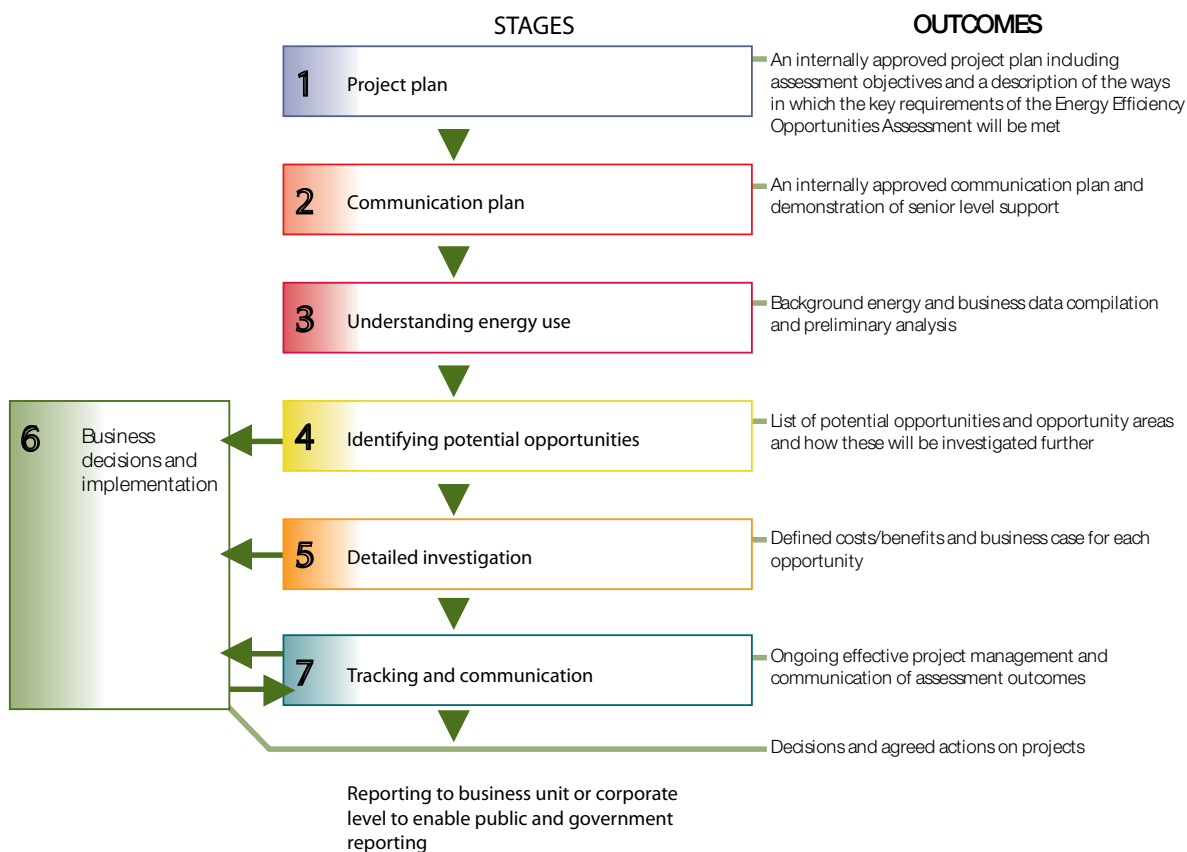 STAGES
OUTCOMES
1
Project plan
An internally approved project plan including
assessment objectives and a description of the ways
in which the key requirements of the Energy Efficiency
Opportunities Assessment will be met
2
Communication plan
An internally approved communication plan and
demonstration of senior level support
3
Understanding energy use
Background energy and business data compilation
and preliminary analysis
6
Business
decisions and
implementation
4
Identifying potential opportunities
List of potential opportunities and opportunity areas
and how these will be investigated further
5
Detailed investigation
Defined costs/benefits and business case for each
opportunity
7
Tracking and communication
Ongoing effective project management and
communication of assessment outcomes
Decisions and agreed actions on projects
Reporting to business unit or corporate
level to enable public and government
reporting